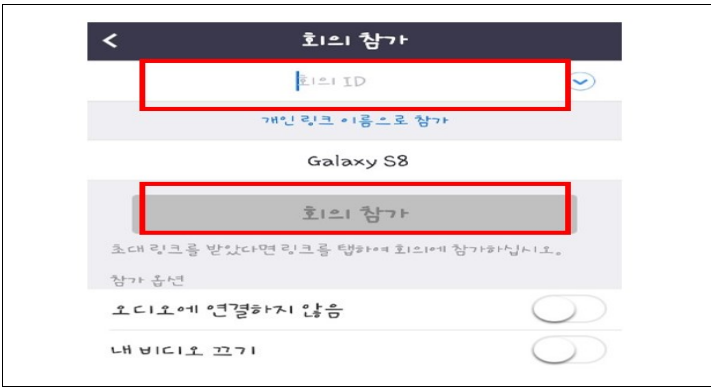 회의 참가
회의 ID
개인 링크 이름으로 참가
Galaxy S8
회의 참가
초대 링크를 받았다면 링크를 탭하여 회의에 참가하십시오.
참가 옵션
오디오에 연결하지 않음
내 비디오 끄기